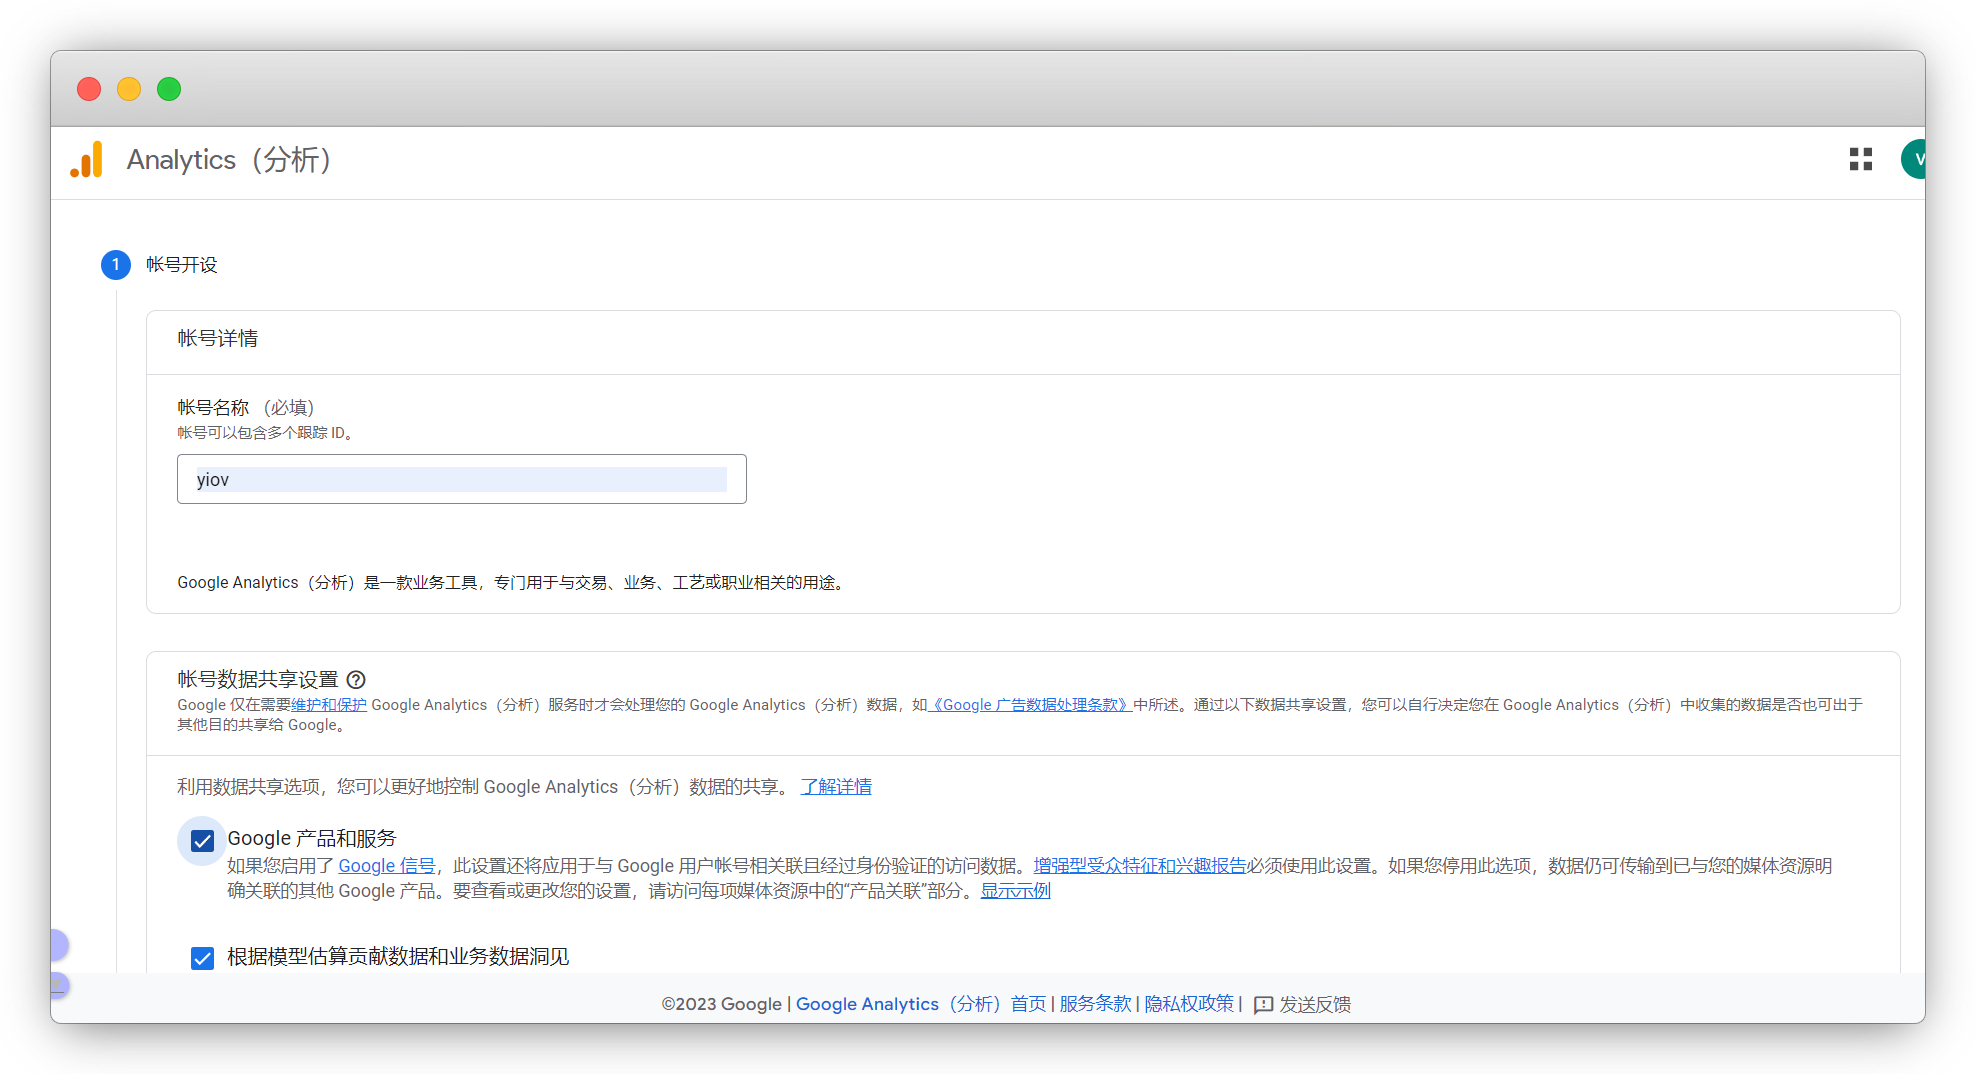 Analytics（分析）
V
1 帐号开设
帐号详情
帐号名称 （必填）
帐号可以包含多个跟踪 ID。
yiov
Google Analytics（分析）是一款业务工具，专门用于与交易、业务、工艺或职业相关的用途。
帐号数据共享设置
Google 仅在需要维护和保护 Google Analytics（分析）服务时才会处理您的 Google Analytics（分析）数据，如《Google 广告数据处理条款》中所述。通过以下数据共享设置，您可以自行决定您在 Google Analytics（分析）中收集的数据是否也可出于
其他目的共享给 Google。
利用数据共享选项，您可以更好地控制 Google Analytics（分析）数据的共享。 了解详情
Google 产品和服务
如果您启用了 Google 信号，此设置还将应用于与 Google 用户帐号相关联且经过身份验证的访问数据。增强型受众特征和兴趣报告必须使用此设置。如果您停用此选项，数据仍可传输到已与您的媒体资源明
确关联的其他 Google 产品。要查看或更改您的设置，请访问每项媒体资源中的“产品关联”部分。显示示例
根据模型估算贡献数据和业务数据洞见
©2023 Google | Google Analytics（分析）首页 | 服务条款 | 隐私权政策 | 发送反馈